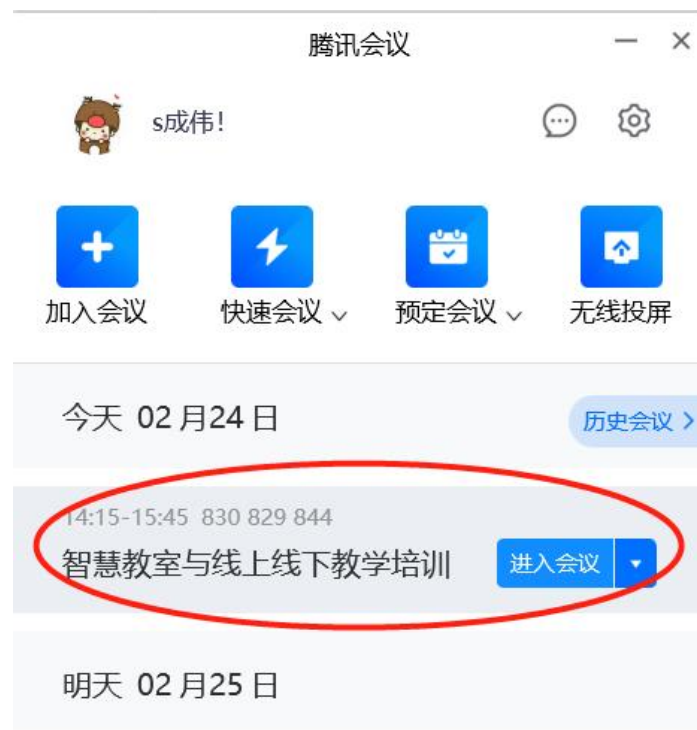 腾讯会议
s成伟!
加入会议 快速会议 预定会议 无线投屏
今天 02月24日 历史会议
14:15-15:45 830 829 844
智慧教室与线上线下教学培训 进入会议
明天 02月25日